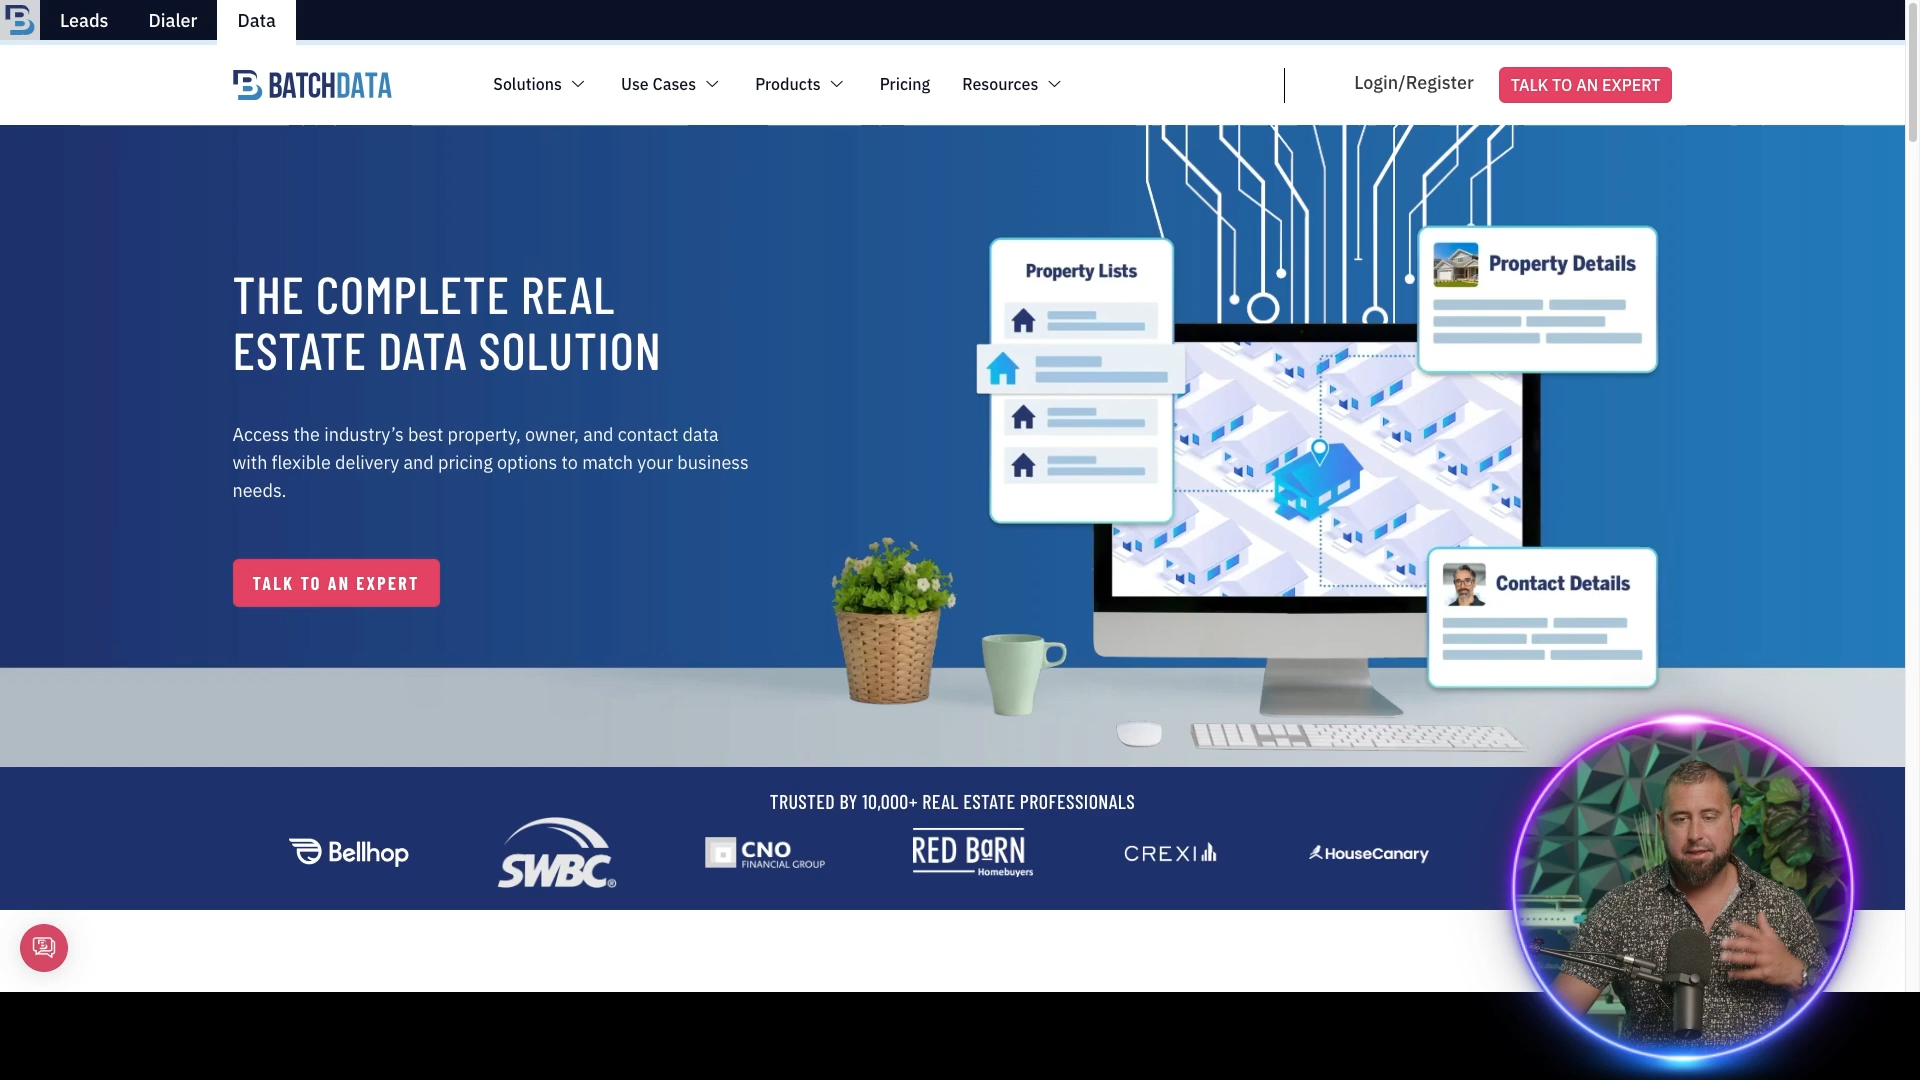 Leads
Dialer
Data
BATCHDATA
Solutions
Use Cases
Products
Pricing
Resources
Login/Register
TALK TO AN EXPERT
THE COMPLETE REAL
ESTATE DATA SOLUTION
Access the industry’s best property, owner, and contact data
with flexible delivery and pricing options to match your business
needs.
TALK TO AN EXPERT
Property Lists
Property Details
Contact Details
TRUSTED BY 10,000+ REAL ESTATE PROFESSIONALS
Bellhop
SWBC®
CNO
FINANCIAL GROUP
RED BARN
Homebuyers
CREXI
HouseCanary